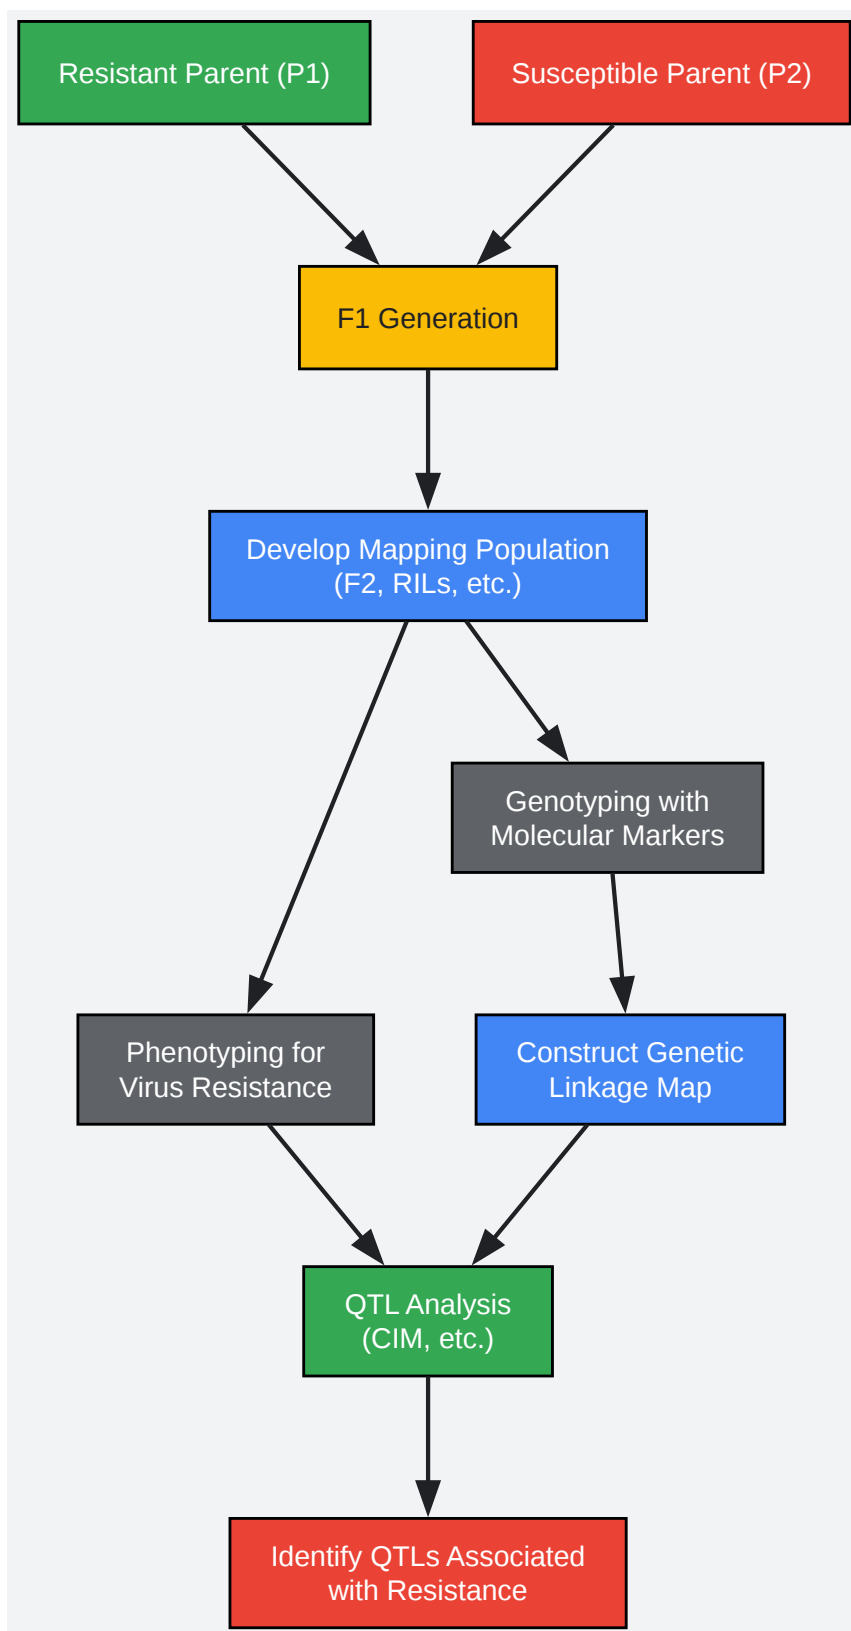 Resistant Parent (P1)
Susceptible Parent (P2)
F1 Generation
Develop Mapping Population
(F2, RILs, etc.)
Genotyping with
Molecular Markers
Phenotyping for
Virus Resistance
Construct Genetic
Linkage Map
QTL Analysis
(CIM, etc.)
Identify QTLs Associated
with Resistance